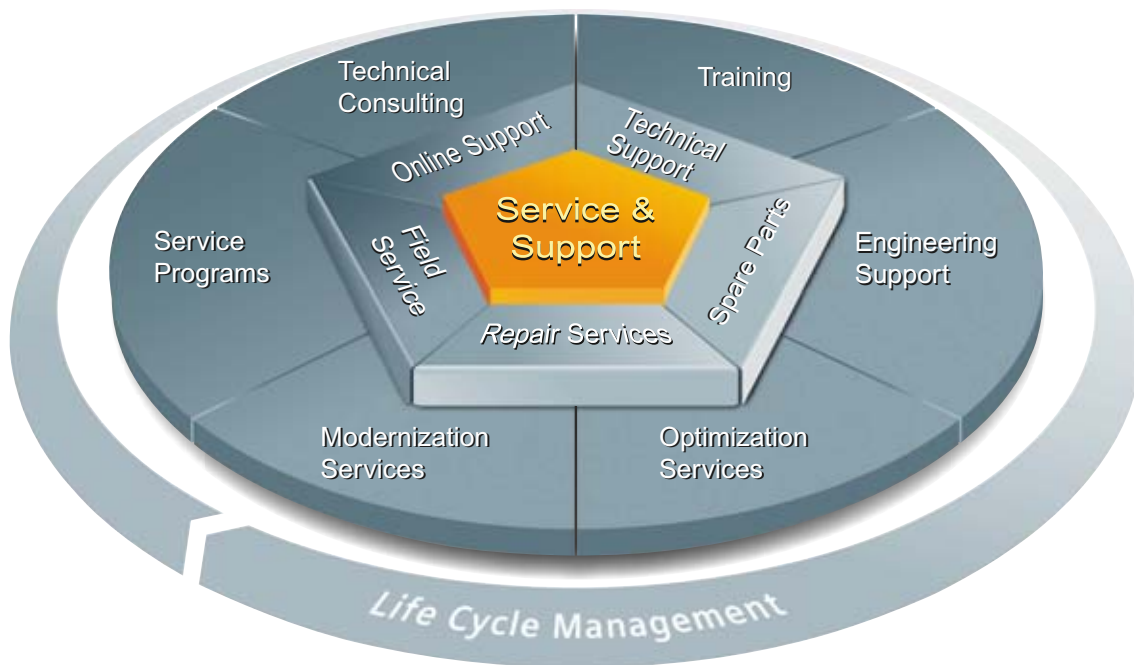 Technical
Consulting
Training
Online Support
Technical
Support
Service &
Support
Service
Programs
Field
Service
Spare Parts
Engineering
Support
Repair Services
Modernization
Services
Optimization
Services
Life Cycle Management